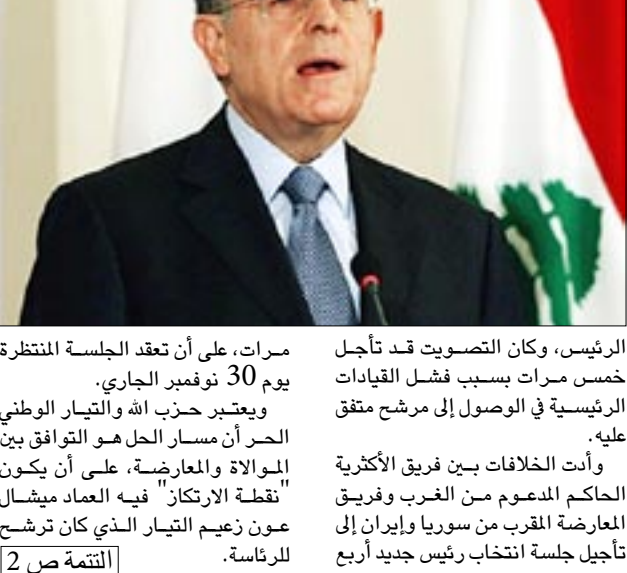 الرئيس، وكان التصويت قد تأجل
خمس مرات بسبب فشل القيادات
الرئيسية في الوصول إلى مرشح متفق
عليه.
وأدت الخلافات بين فريق الأكثرية
الحاكم المدعوم من الغرب وفريق
المعارضة المقرب من سوريا وإيران إلى
تأجيل جلسة انتخاب رئيس جديد أربع
مرات، على أن تعقد الجلسة المنتظرة
يوم 30 نوفمبر الجاري.
ويعتبر حزب الله والتيار الوطني
الحر أن مسار الحل هو التوافق بين
الموالاة والمعارضة، على أن يكون
"نقطة الارتكاز" فيه العماد ميشال
عون زعيم التيار الذي كان ترشح
للرئاسة.
التتمة ص 2